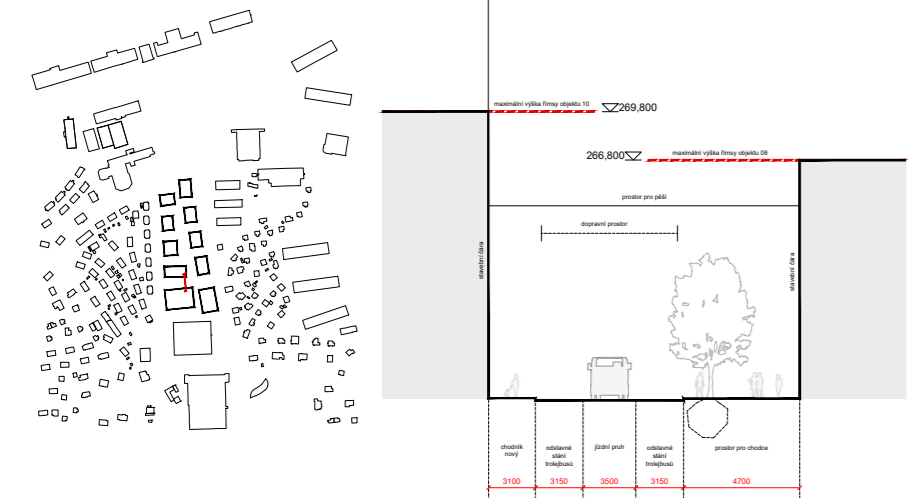 maximální výška římsy objektu 10
269,800
266,800
maximální výška římsy objektu 08
prostor pro pěší
dopravní prostor
stavební čára
stavební čára
chodník
nový
odstavné
stání
trolejbusů
jízdní pruh
odstavné
stání
trolejbusů
prostor pro chodce
3100
3150
3500
3150
4700